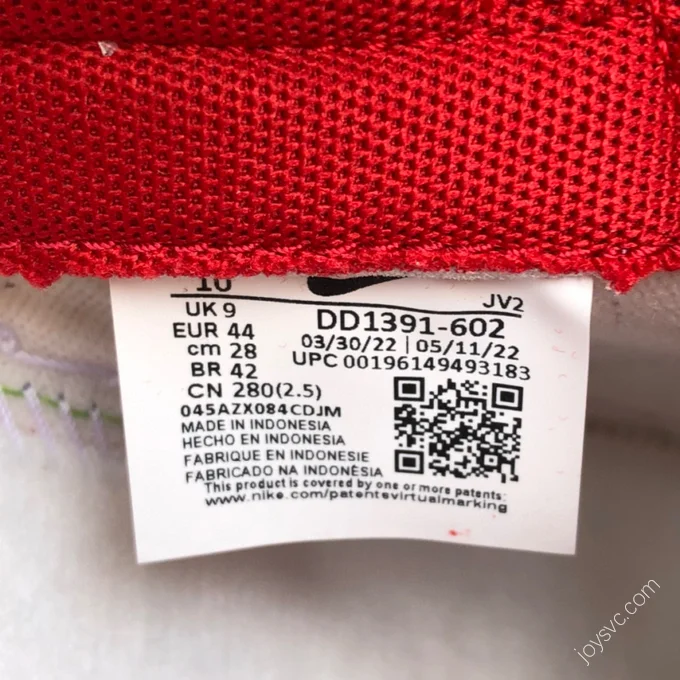 10
JV2
UK 9
EUR 44
cm 28
BR 42
CN 280(2.5)
DD1391-602
03/30/22 | 05/11/22
UPC 00196149493183
045AZX084CDJM
MADE IN INDONESIA
HECHO EN INDONESIA
FABRIQUE EN INDONESIE
FABRICADO NA INDONÉSIA
This product is covered by one or more patents:
www.nike.com/patentsvirtualmarking
joysvc.com